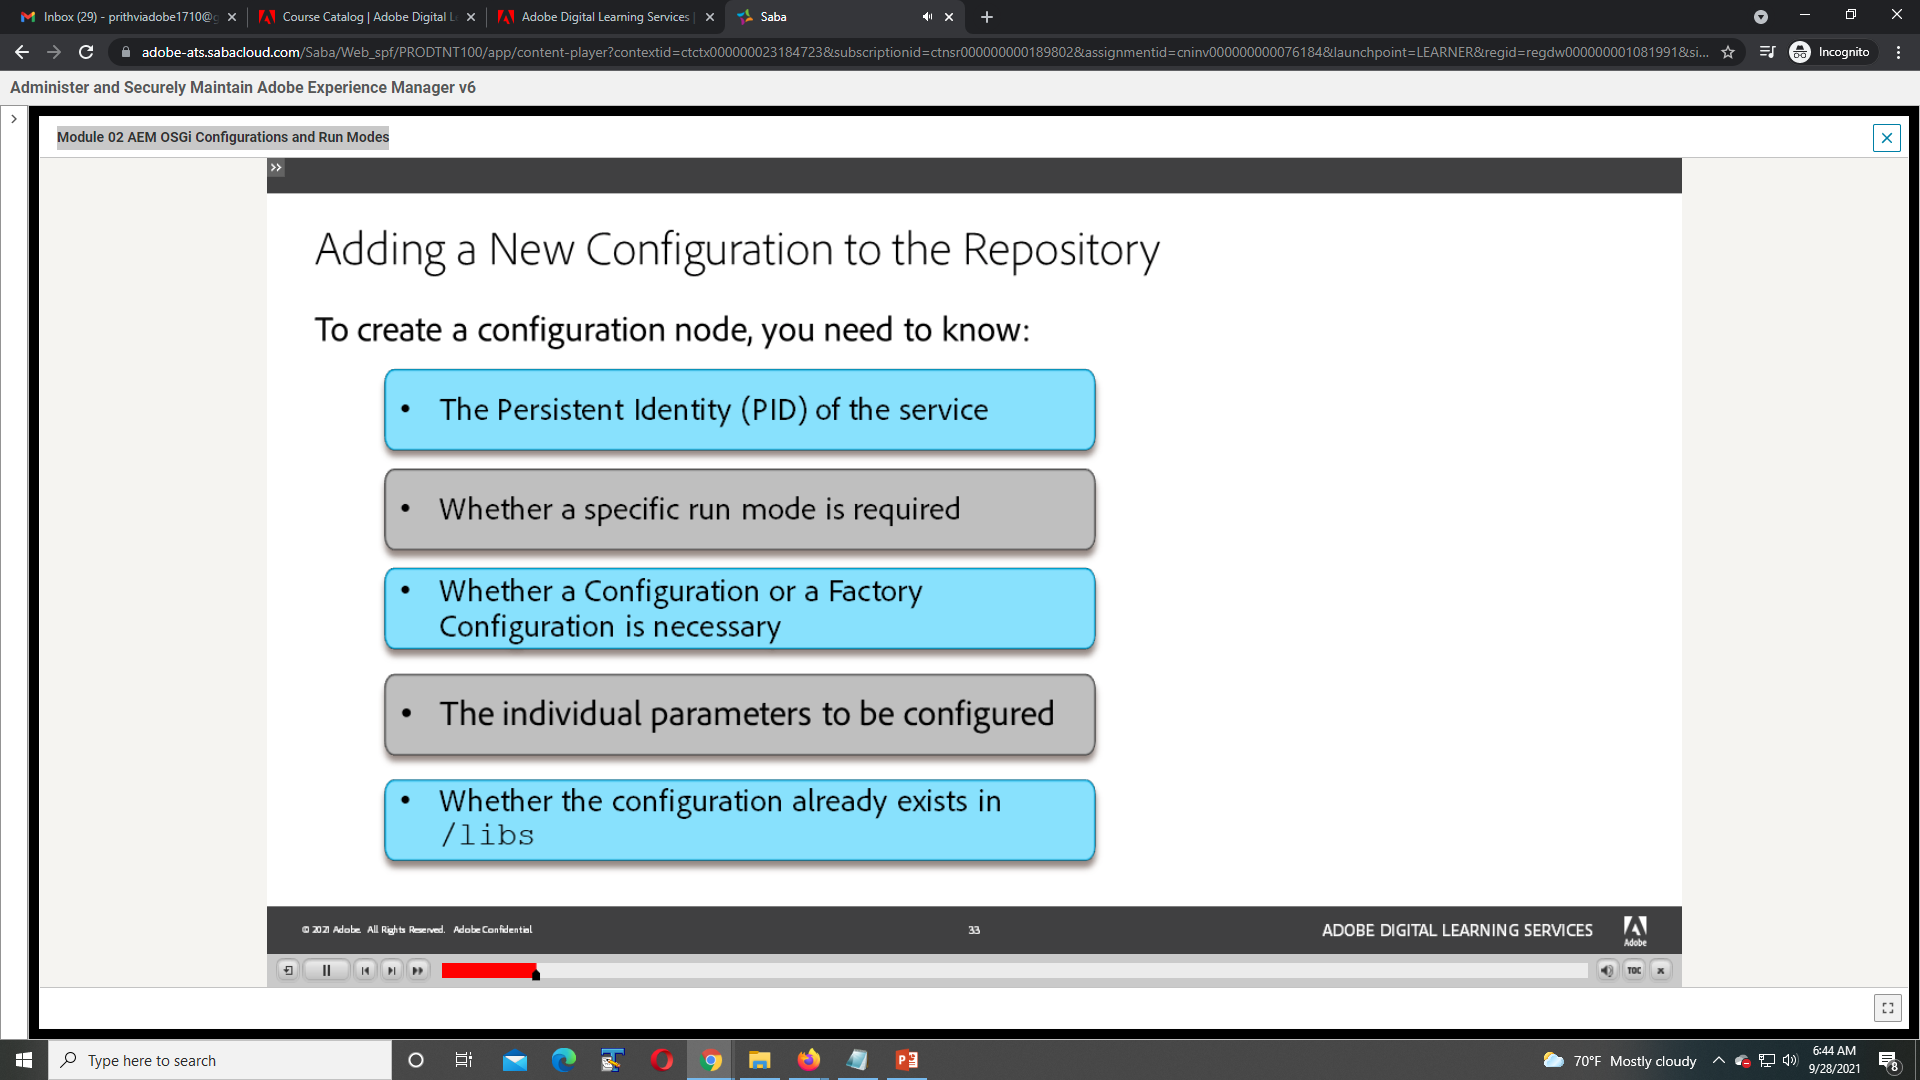 Inbox (29) - prithviadobe1710@g
Course Catalog | Adobe Digital L
Adobe Digital Learning Services |
Saba
adobe-ats.sabacloud.com/Saba/Web_spf/PRODTNT100/app/content-player?contextid=ctctx000000023184723&subscriptionid=ctnsr000000000189802&assignmentid=cninv000000000076184&launchpoint=LEARNER&regid=regdw000000001081991&si...
Incognito
Administer and Securely Maintain Adobe Experience Manager v6
Module 02 AEM OSGi Configurations and Run Modes
Adding a New Configuration to the Repository
To create a configuration node, you need to know:
• The Persistent Identity (PID) of the service
• Whether a specific run mode is required
• Whether a Configuration or a Factory
Configuration is necessary
• The individual parameters to be configured
• Whether the configuration already exists in
/libs
© 2021 Adobe. All Rights Reserved. Adobe Confidential
33
ADOBE DIGITAL LEARNING SERVICES
Adobe
TOC
Type here to search
70°F Mostly cloudy
6:44 AM
9/28/2021
8